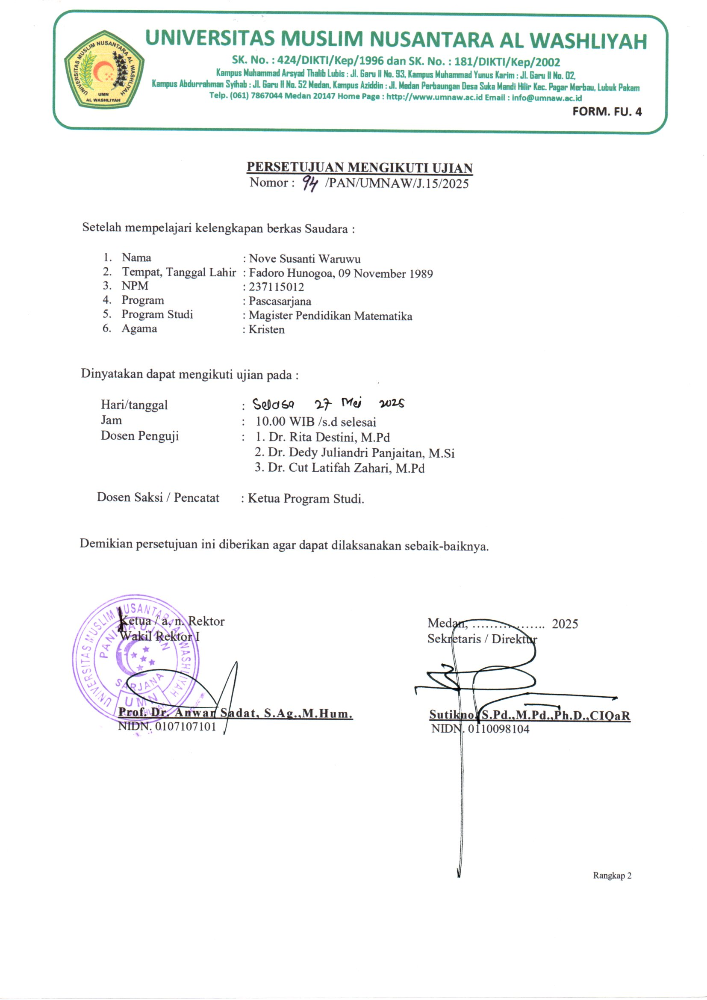 UNIVERSITAS MUSLIM NUSANTARA AL WASHLIYAH
UMN
AL WASHLIYAH
UNIVERSITAS MUSLIM NUSANTARA AL WASHLIYAH
SK. No. : 424/DIKTI/Kep/1996 dan SK. No. : 181/DIKTI/Kep/2002
Kampus Muhammad Arsyad Thalib Lubis : Jl. Garu II No. 93, Kampus Muhammad Yunus Karim : Jl. Garu II No. 02,
Kampus Abdurrahman Syihab : Jl. Garu II No. 52 Medan, Kampus Aziddin : Jl. Medan Perbaungan Desa Suka Mandi Hilir Kec. Pagar Merbau, Lubuk Pakam
Telp. (061) 7867044 Medan 20147 Home Page : http://www.umnaw.ac.id Email : info@umnaw.ac.id
FORM. FU. 4
PERSETUJUAN MENGIKUTI UJIAN
Nomor : 94 /PAN/UMNAW/J.15/2025
Setelah mempelajari kelengkapan berkas Saudara :
1. Nama : Nove Susanti Waruwu
2. Tempat, Tanggal Lahir : Fadoro Hunogoa, 09 November 1989
3. NPM : 237115012
4. Program : Pascasarjana
5. Program Studi : Magister Pendidikan Matematika
6. Agama : Kristen
Dinyatakan dapat mengikuti ujian pada :
Hari/tanggal : Selasa 27 Mei 2025
Jam : 10.00 WIB /s.d selesai
Dosen Penguji : 1. Dr. Rita Destini, M.Pd
2. Dr. Dedy Juliandri Panjaitan, M.Si
3. Dr. Cut Latifah Zahari, M.Pd
Dosen Saksi / Pencatat : Ketua Program Studi.
Demikian persetujuan ini diberikan agar dapat dilaksanakan sebaik-baiknya.
Ketua / a. n. Rektor
Wakil Rektor I
UNIVERSITAS MUSLIM NUSANTARA AL WASHLIYAH
PANITIA UJIAN
SARJANA
UMN
Prof. Dr. Anwar Sadat, S.Ag.,M.Hum.
NIDN. 0107107101
Medan, ................. 2025
Sekretaris / Direktur
Sutikno. S.Pd.,M.Pd.,Ph.D.,CIQaR
NIDN. 0110098104
Rangkap 2